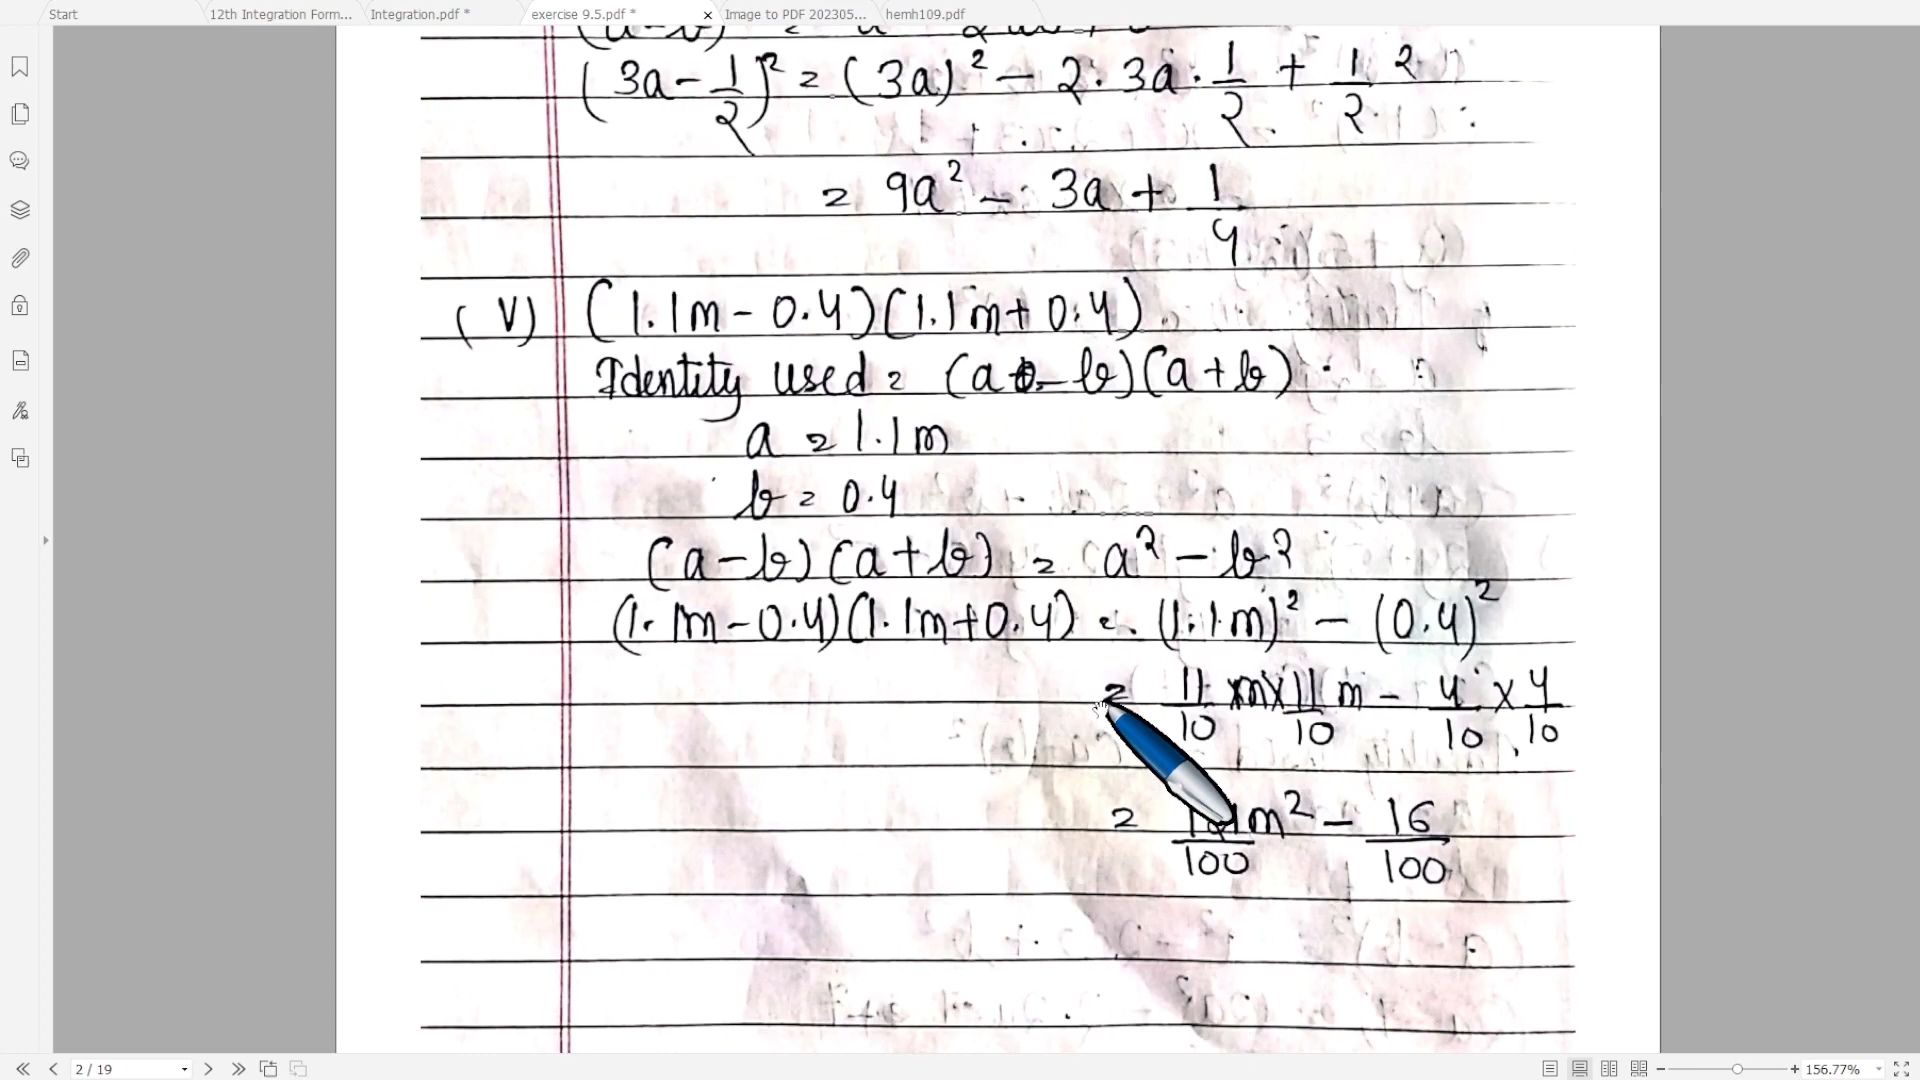 Start
12th Integration Form...
Integration.pdf *
exercise 9.5.pdf *
Image to PDF 202305...
hemh109.pdf
(3a - 1/2)² = (3a)² - 2·3a·1/2 + 1/2²
= 9a² - 3a + 1/4
(V) (1.1m - 0.4)(1.1m + 0.4)
Identity used = (a - b)(a + b)
a = 1.1m
b = 0.4
(a - b)(a + b) = a² - b²
(1.1m - 0.4)(1.1m + 0.4) = (1.1m)² - (0.4)²
= 11/10 m × 11/10 m - 4/10 × 4/10
= 121/100 m² - 16/100
2 / 19
156.77%